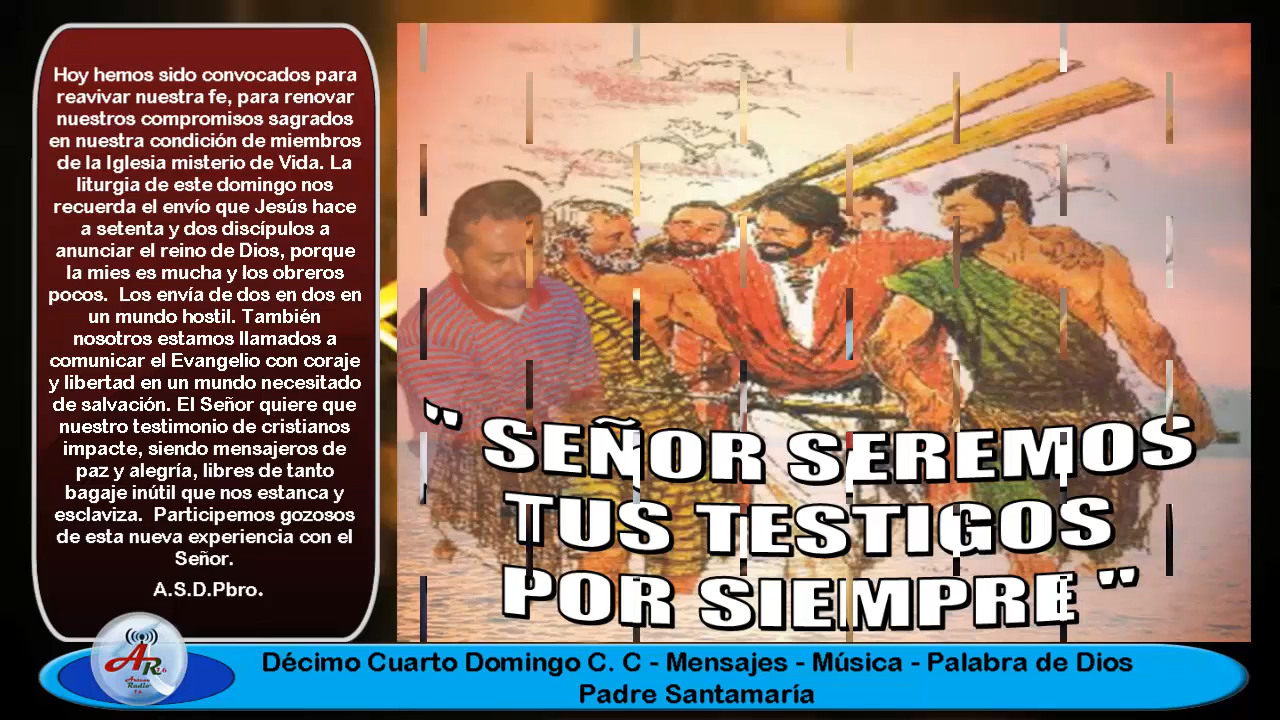 Hoy hemos sido convocados para
reavivar nuestra fe, para renovar
nuestros compromisos sagrados
en nuestra condición de miembros
de la Iglesia misterio de Vida. La
liturgia de este domingo nos
recuerda el envío que Jesús hace
a setenta y dos discípulos a
anunciar el reino de Dios, porque
la mies es mucha y los obreros
pocos. Los envía de dos en dos en
un mundo hostil. También
nosotros estamos llamados a
comunicar el Evangelio con coraje
y libertad en un mundo necesitado
de salvación. El Señor quiere que
nuestro testimonio de cristianos
impacte, siendo mensajeros de
paz y alegría, libres de tanto
bagaje inútil que nos estanca y
esclaviza. Participemos gozosos
de esta nueva experiencia con el
Señor.
A.S.D.Pbro.
" SEÑOR SEREMOS
TUS TESTIGOS
POR SIEMPRE "
AR
Radio
Décimo Cuarto Domingo C. C - Mensajes - Música - Palabra de Dios
Padre Santamaría